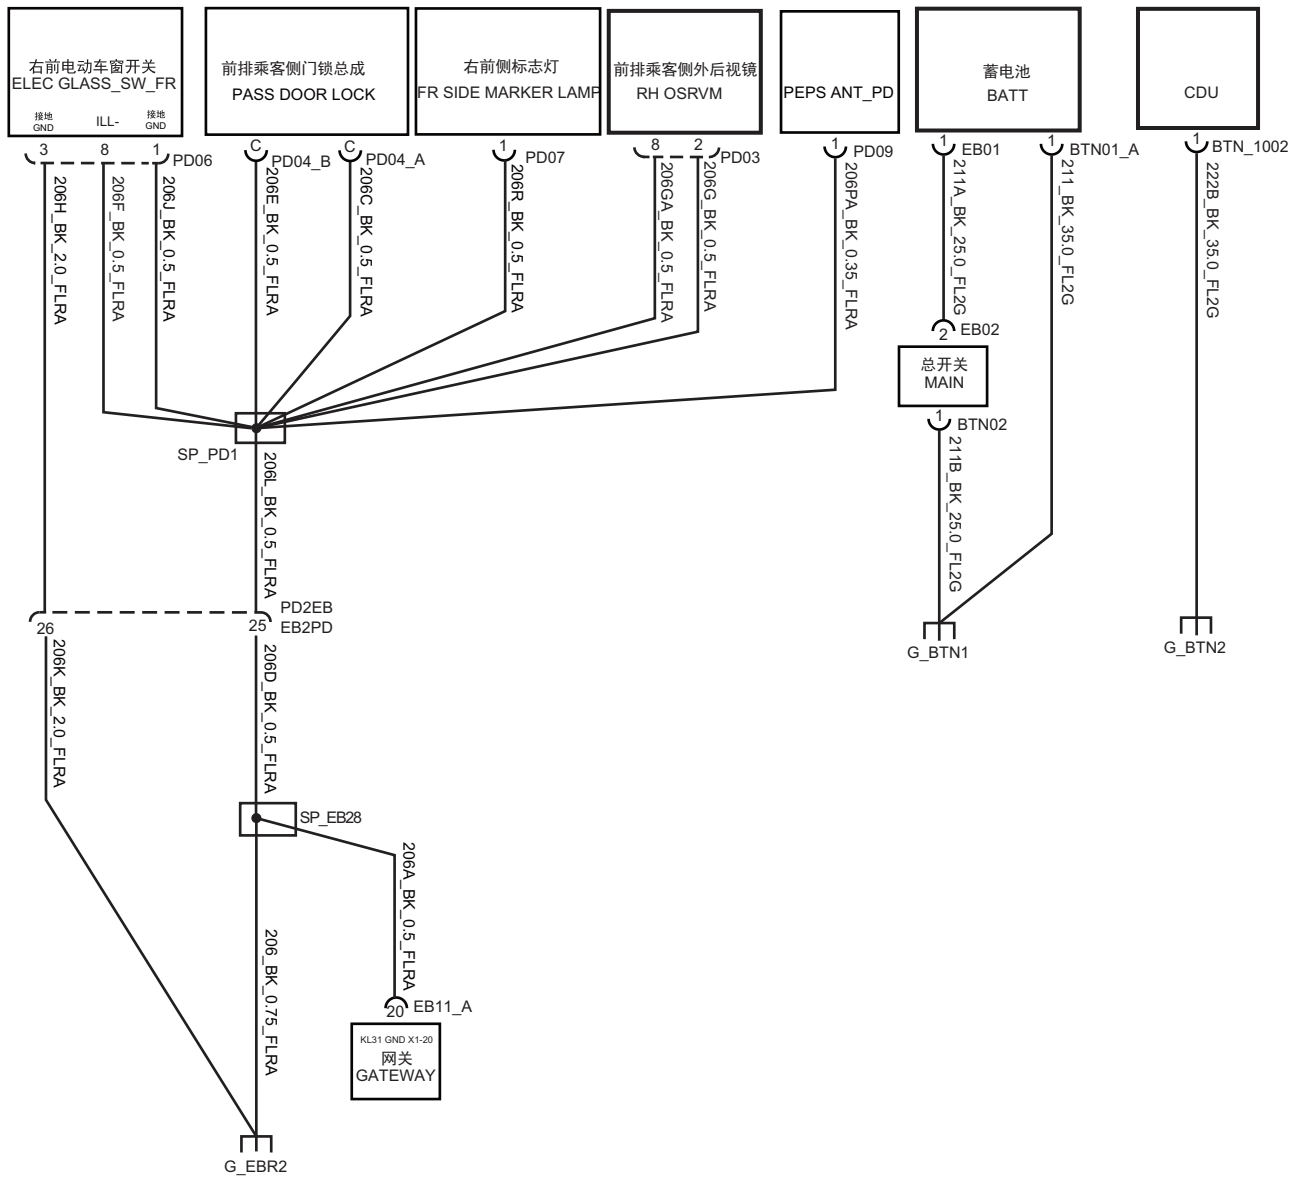 右前电动车窗开关
ELEC GLASS_SW_FR
接地
GND
ILL-
接地
GND
前排乘客侧门锁总成
PASS DOOR LOCK
右前侧标志灯
FR SIDE MARKER LAMP
前排乘客侧外后视镜
RH OSRVM
PEPS ANT_PD
蓄电池
BATT
CDU
3
8
1
PD06
C
PD04_B
C
PD04_A
1
PD07
8
2
PD03
1
PD09
1
EB01
1
BTN01_A
1
BTN_1002
206H_BK_2.0_FLRA
206F_BK_0.5_FLRA
206J_BK_0.5_FLRA
206E_BK_0.5_FLRA
206C_BK_0.5_FLRA
206R_BK_0.5_FLRA
206GA_BK_0.5_FLRA
206G_BK_0.5_FLRA
206PA_BK_0.35_FLRA
211A_BK_25.0_FL2G
211_BK_35.0_FL2G
222B_BK_35.0_FL2G
2
EB02
总开关
MAIN
1
BTN02
211B_BK_25.0_FL2G
SP_PD1
206L_BK_0.5_FLRA
PD2EB
26
25
EB2PD
G_BTN1
G_BTN2
206K_BK_2.0_FLRA
206D_BK_0.5_FLRA
SP_EB28
206A_BK_0.5_FLRA
206_BK_0.75_FLRA
20
EB11_A
KL31 GND X1-20
网关
GATEWAY
G_EBR2